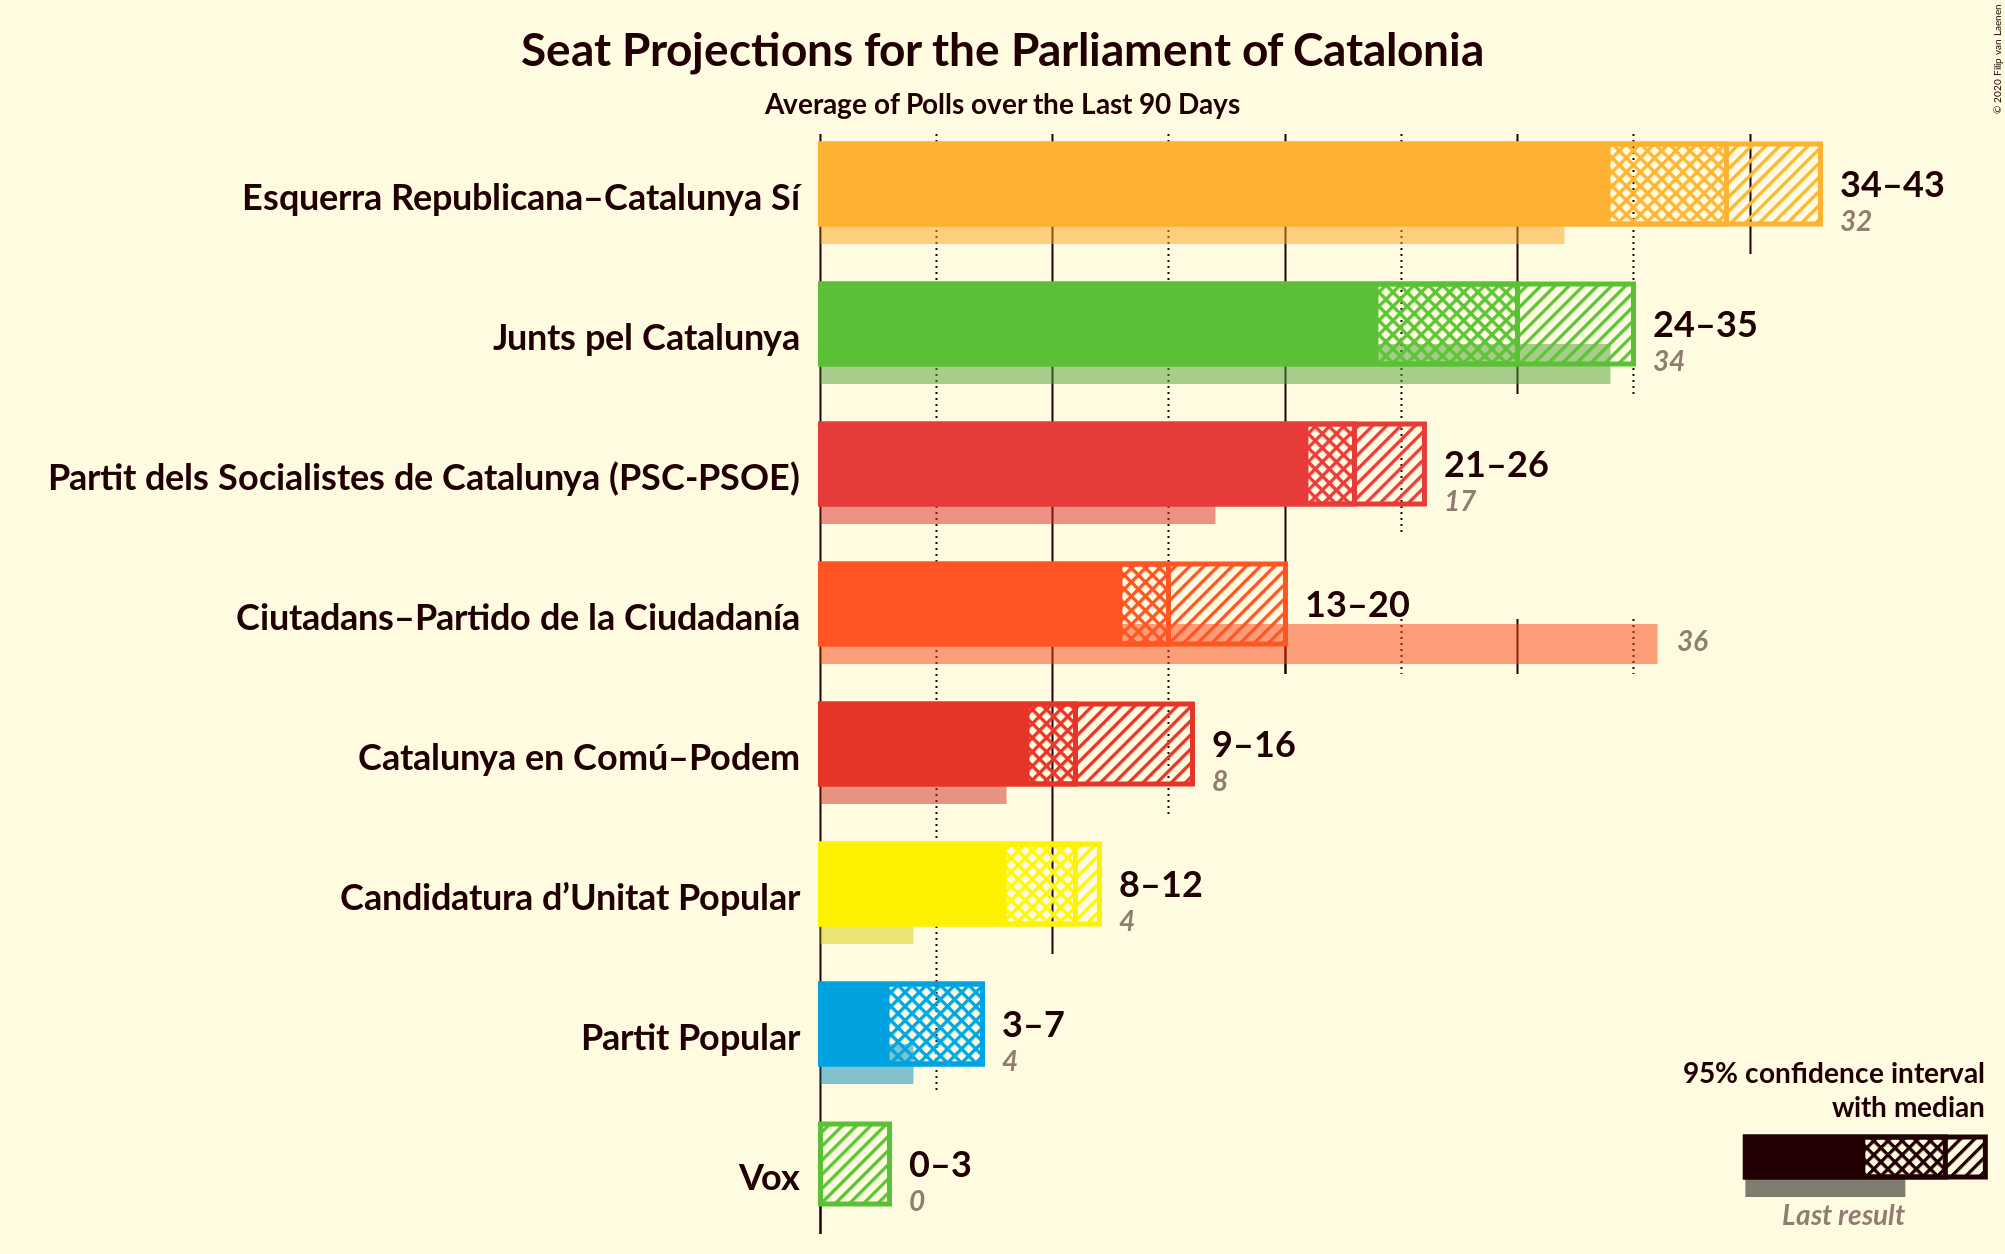 Seat Projections for the Parliament of Catalonia
Average of Polls over the Last 90 Days
© 2020 Filip van Laenen
Esquerra Republicana–Catalunya Sí
34–43
32
Junts pel Catalunya
24–35
34
Partit dels Socialistes de Catalunya (PSC-PSOE)
21–26
17
Ciutadans–Partido de la Ciudadanía
13–20
36
Catalunya en Comú–Podem
9–16
8
Candidatura d’Unitat Popular
8–12
4
Partit Popular
3–7
4
Vox
0–3
0
95% confidence interval
with median
Last result